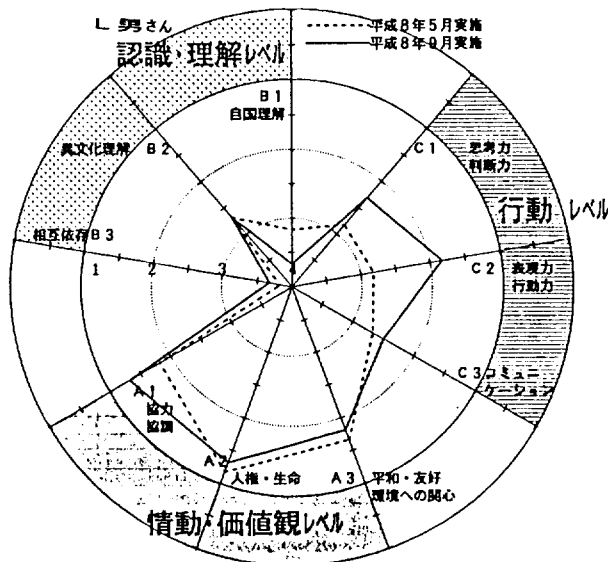 L 男さん
平成8年5月実施
平成8年9月実施
認識・理解レベル
B1
自国理解
異文化理解 B2
C1 思考力
判断力
行動 レベル
相互依存 B3
1 2 3 4
C2 表現力
行動力
C3 コミュニ
ケーション
A1
協力
協調
A2
人権・生命
A3 平和・友好
環境への関心
情動・価値観レベル